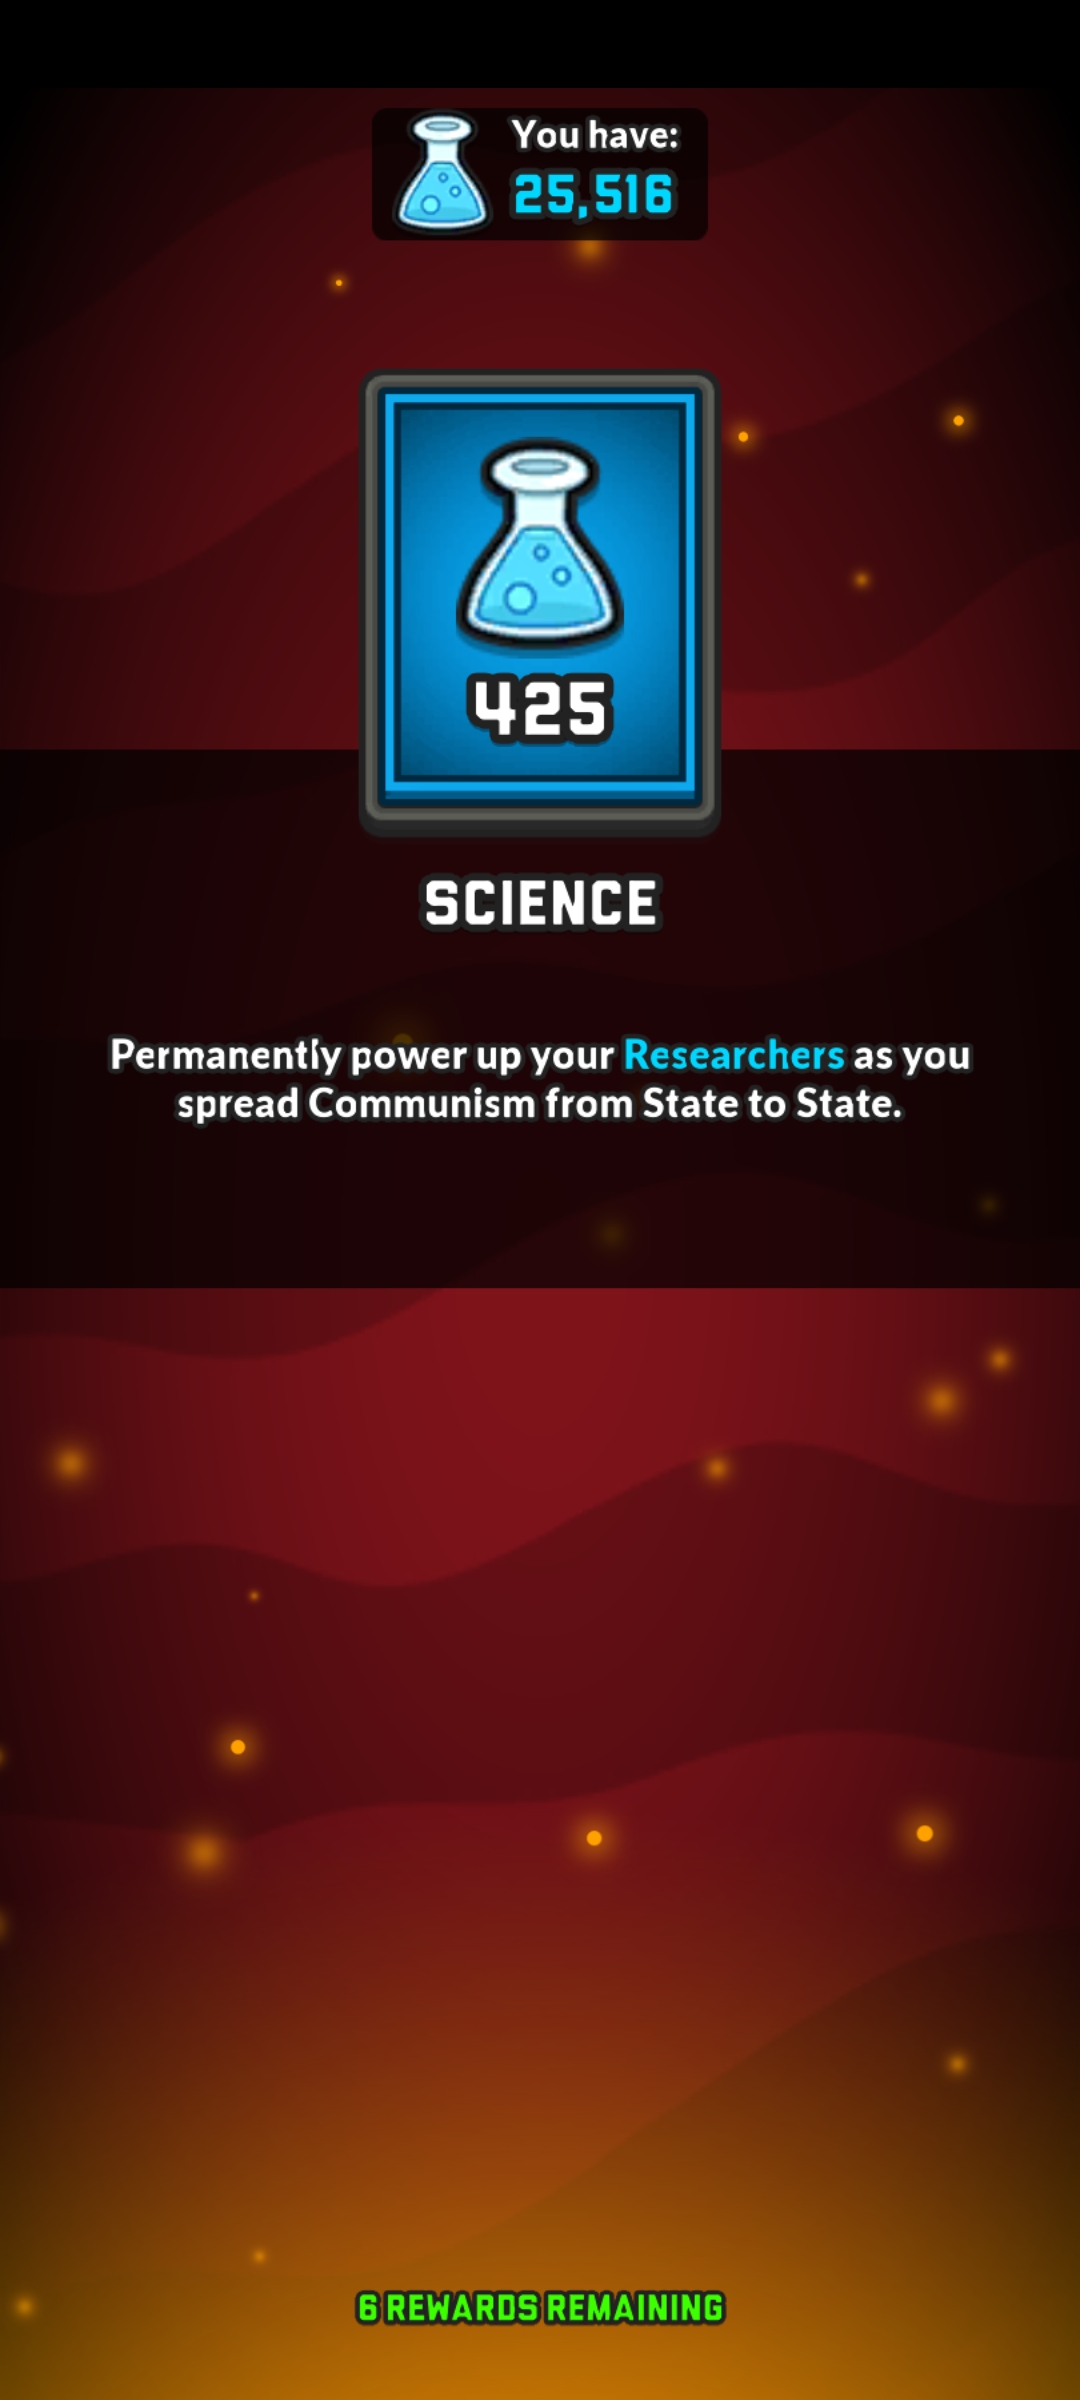 You have:
25,516
425
SCIENCE
Permanently power up your Researchers as you
spread Communism from State to State.
6 REWARDS REMAINING